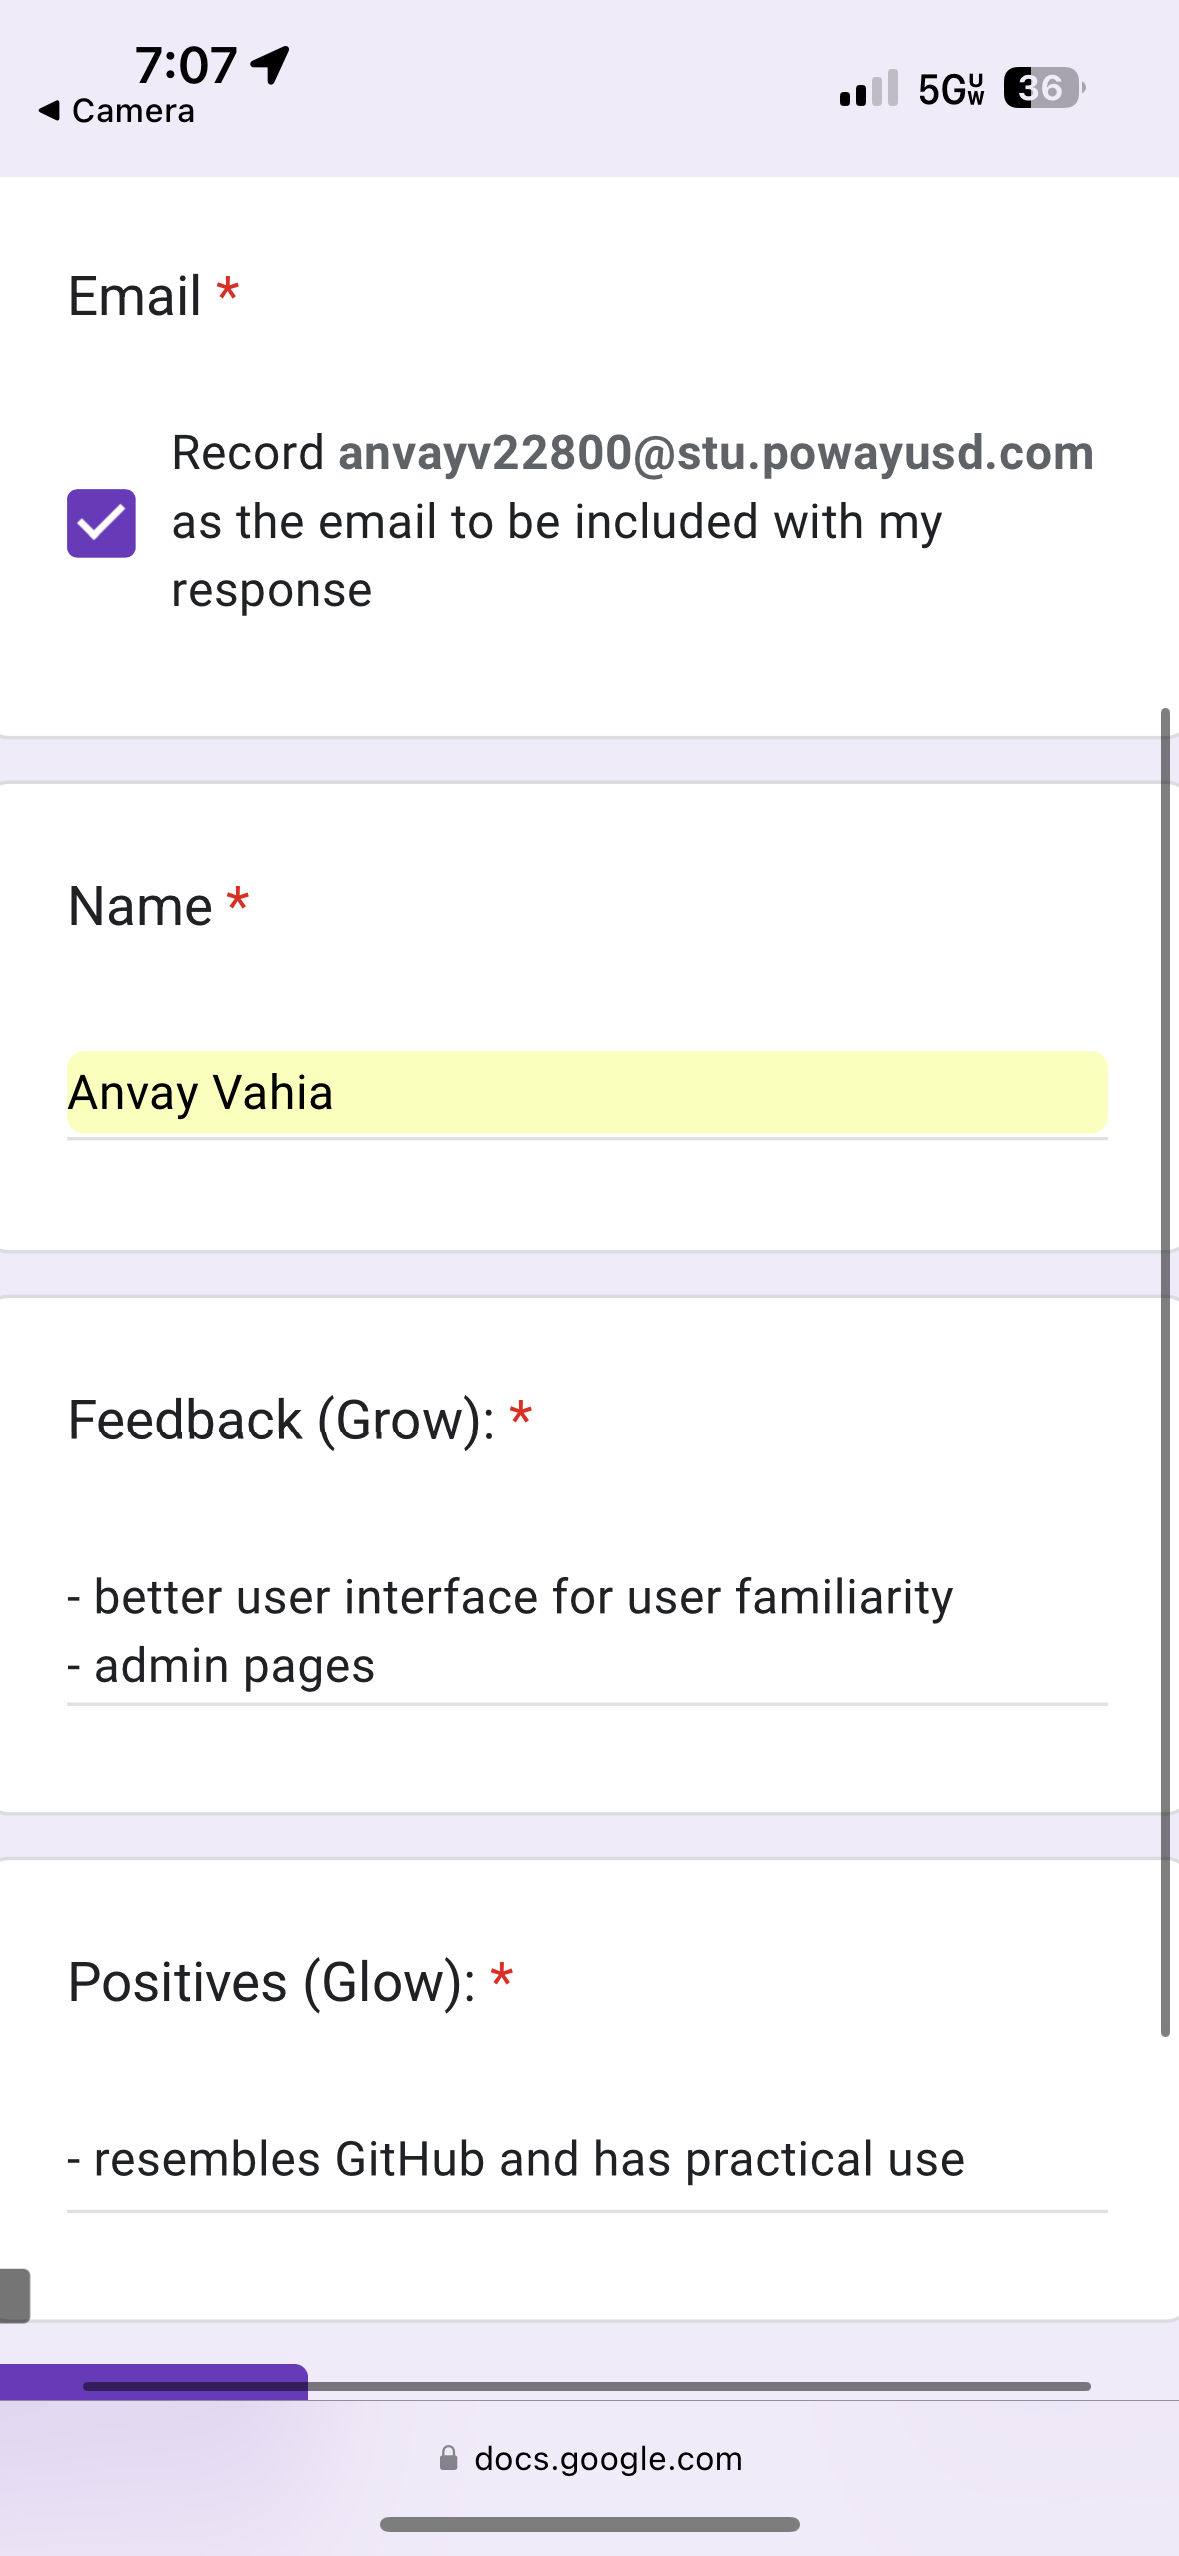 7:07
Camera
5G UW
36
Email *
Record anvayv22800@stu.powayusd.com
as the email to be included with my
response
Name *
Anvay Vahia
Feedback (Grow): *
- better user interface for user familiarity
- admin pages
Positives (Glow): *
- resembles GitHub and has practical use
docs.google.com